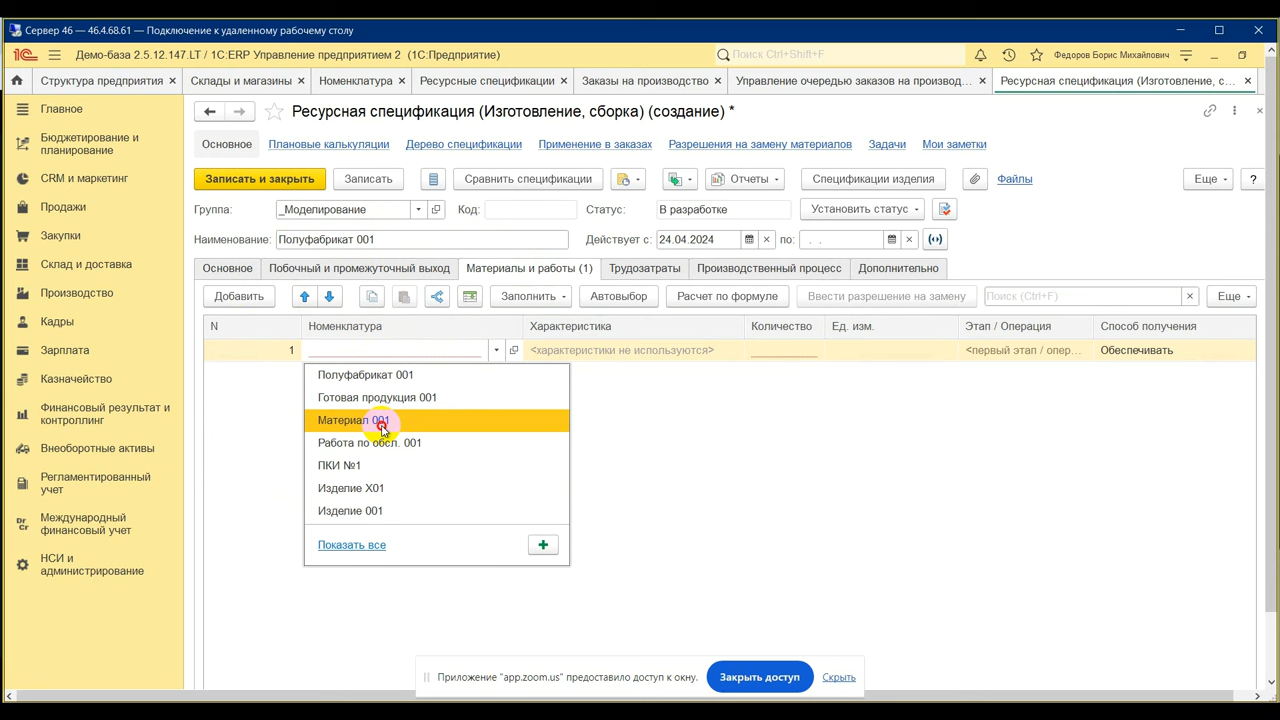 Сервер 46 — 46.4.68.61 — Подключение к удаленному рабочему столу
Демо-база 2.5.12.147.LT / 1С:ERP Управление предприятием 2 (1С:Предприятие)
Поиск Ctrl+Shift+F
Федоров Борис Михайлович
Структура предприятия
Склады и магазины
Номенклатура
Ресурсные спецификации
Заказы на производство
Управление очередью заказов на производ...
Ресурсная спецификация (Изготовление, с...
Главное
Бюджетирование и
планирование
CRM и маркетинг
Продажи
Закупки
Склад и доставка
Производство
Кадры
Зарплата
Казначейство
Финансовый результат и
контроллинг
Внеоборотные активы
Регламентированный
учет
Международный
финансовый учет
НСИ и
администрирование
Ресурсная спецификация (Изготовление, сборка) (создание) *
Основное Плановые калькуляции Дерево спецификации Применение в заказах Разрешения на замену материалов Задачи Мои заметки
Записать и закрыть Записать Сравнить спецификации Отчеты Спецификации изделия Файлы Еще ?
Группа: _Моделирование Код: Статус: В разработке Установить статус
Наименование: Полуфабрикат 001 Действует с: 24.04.2024 по: . .
Основное Побочный и промежуточный выход Материалы и работы (1) Трудозатраты Производственный процесс Дополнительно
Добавить Заполнить Автовыбор Расчет по формуле Ввести разрешение на замену Поиск (Ctrl+F) Еще
N Номенклатура Характеристика Количество Ед. изм. Этап / Операция Способ получения
1 <характеристики не используются> <первый этап / опер... Обеспечивать
Полуфабрикат 001
Готовая продукция 001
Материал 001
Работа по обсл. 001
ПКИ №1
Изделие Х01
Изделие 001
Показать все
Приложение "app.zoom.us" предоставило доступ к окну. Закрыть доступ Скрыть